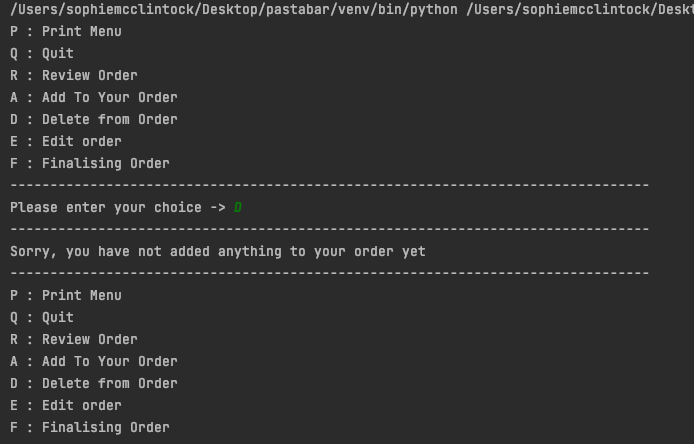 /Users/sophiemcclintock/Desktop/pastabar/venv/bin/python /Users/sophiemcclintock/Deskt
P : Print Menu
Q : Quit
R : Review Order
A : Add To Your Order
D : Delete from Order
E : Edit order
F : Finalising Order
--------------------------------------------------------------------------------
Please enter your choice -> D
--------------------------------------------------------------------------------
Sorry, you have not added anything to your order yet
--------------------------------------------------------------------------------
P : Print Menu
Q : Quit
R : Review Order
A : Add To Your Order
D : Delete from Order
E : Edit order
F : Finalising Order